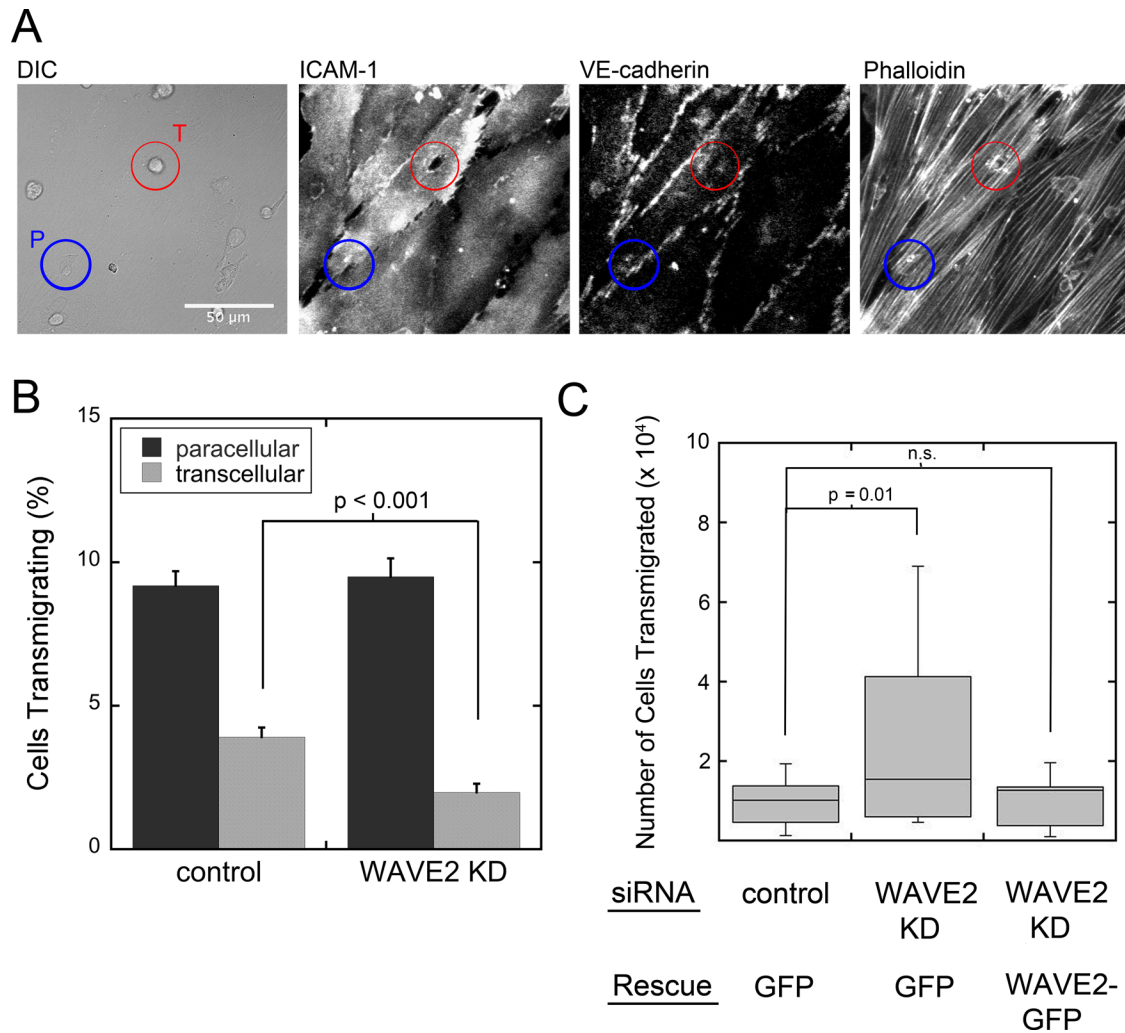 A
DIC
ICAM-1
VE-cadherin
Phalloidin
T
P
50 µm
B
15
10
5
0
Cells Transmigrating (%)
paracellular
transcellular
p < 0.001
control
WAVE2 KD
C
10
8
6
4
2
Number of Cells Transmigrated (x 10⁴)
n.s.
p = 0.01
siRNA control WAVE2 WAVE2
KD KD
Rescue GFP GFP WAVE2-
GFP